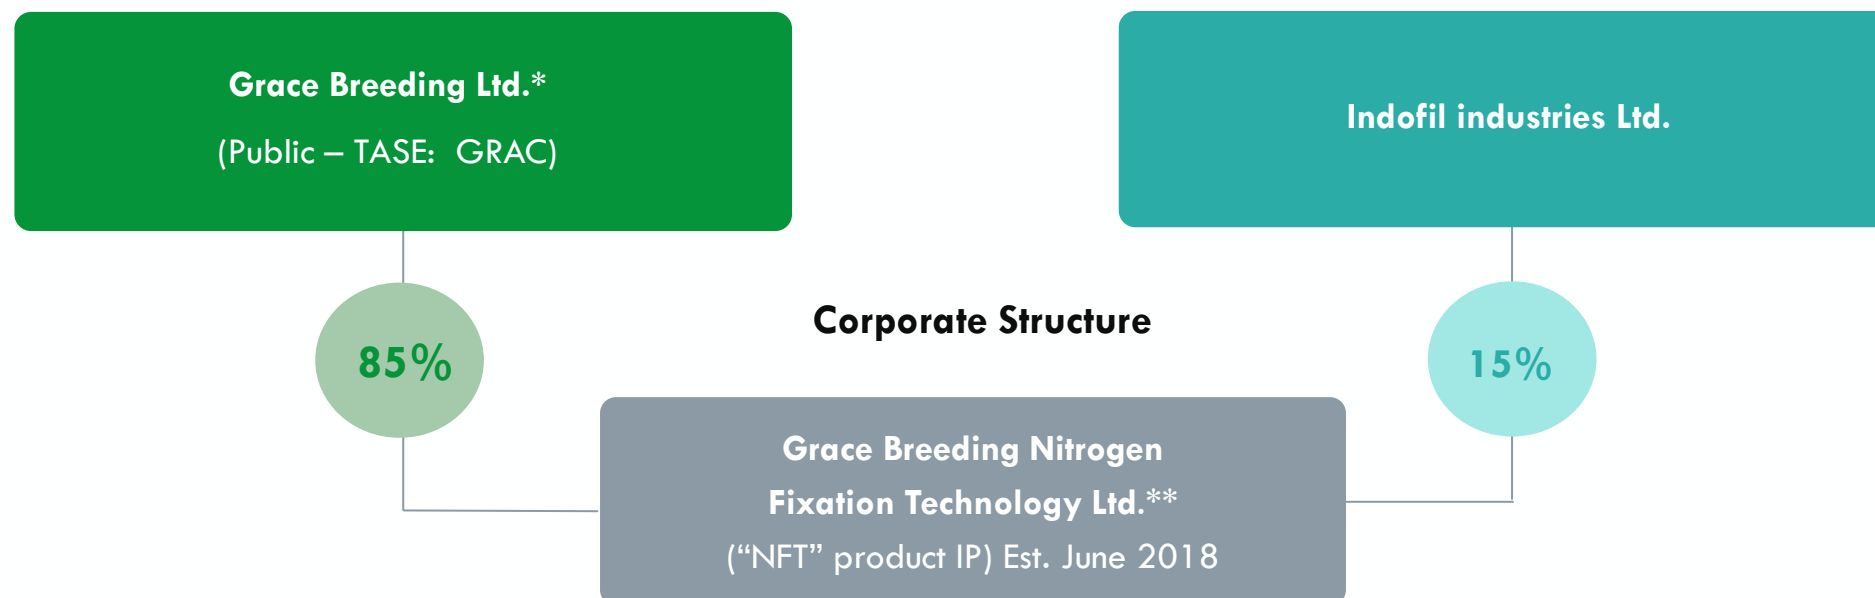 Grace Breeding Ltd.*
(Public – TASE: GRAC)
Indofil industries Ltd.
Corporate Structure
85%
15%
Grace Breeding Nitrogen
Fixation Technology Ltd.**
(“NFT” product IP) Est. June 2018